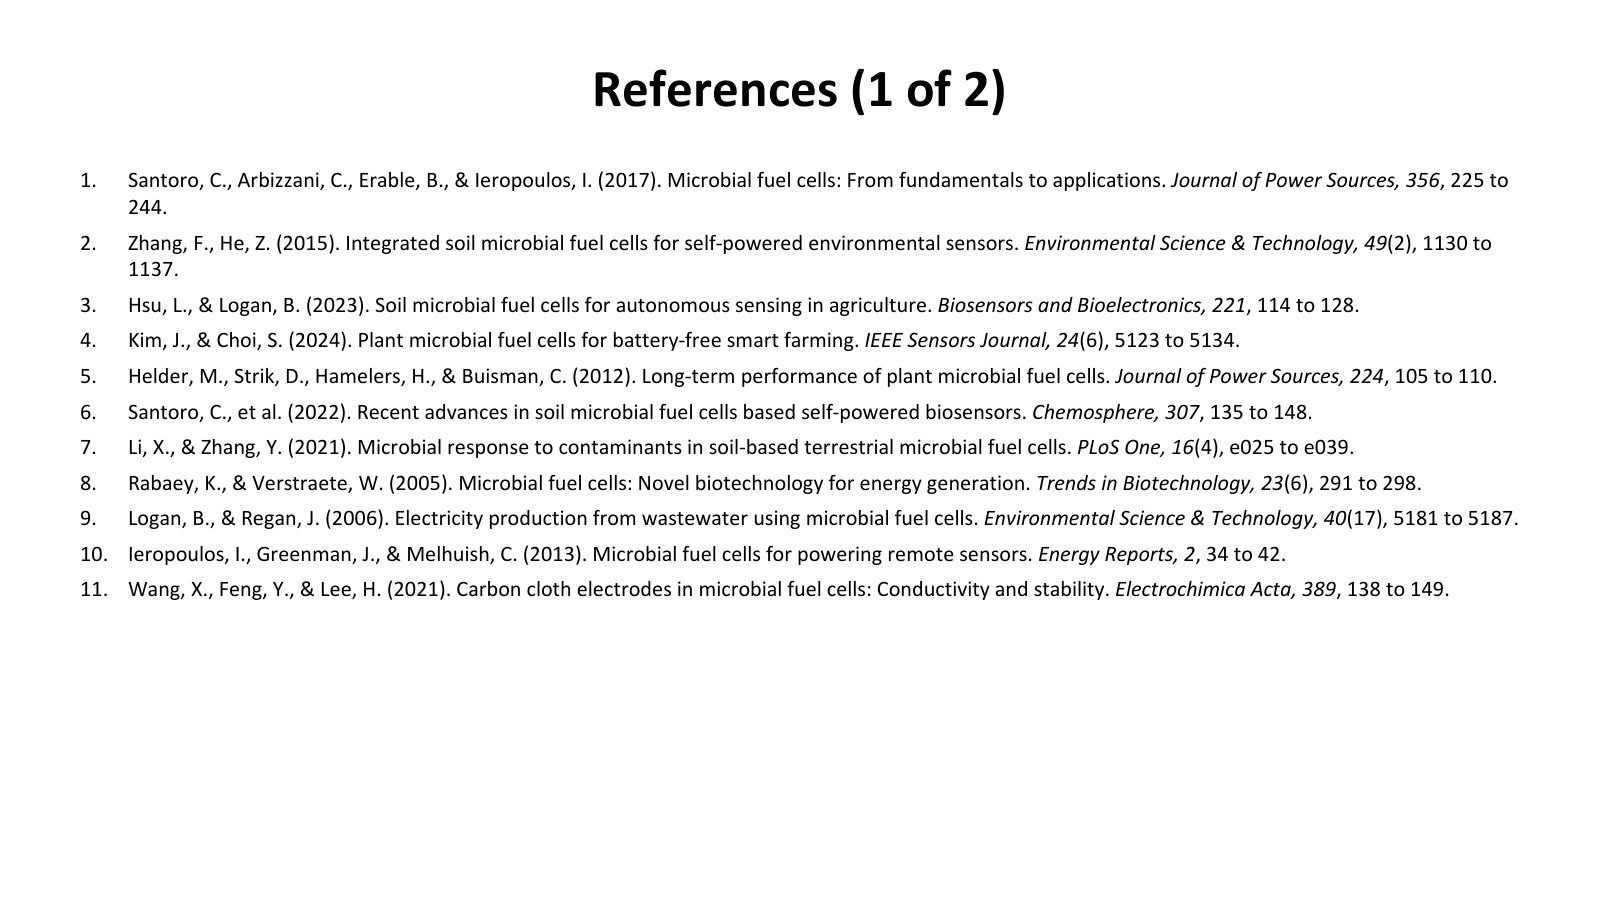 References (1 of 2)
1. Santoro, C., Arbizzani, C., Erable, B., & Ieropoulos, I. (2017). Microbial fuel cells: From fundamentals to applications. Journal of Power Sources, 356, 225 to
244.
2. Zhang, F., He, Z. (2015). Integrated soil microbial fuel cells for self-powered environmental sensors. Environmental Science & Technology, 49(2), 1130 to
1137.
3. Hsu, L., & Logan, B. (2023). Soil microbial fuel cells for autonomous sensing in agriculture. Biosensors and Bioelectronics, 221, 114 to 128.
4. Kim, J., & Choi, S. (2024). Plant microbial fuel cells for battery-free smart farming. IEEE Sensors Journal, 24(6), 5123 to 5134.
5. Helder, M., Strik, D., Hamelers, H., & Buisman, C. (2012). Long-term performance of plant microbial fuel cells. Journal of Power Sources, 224, 105 to 110.
6. Santoro, C., et al. (2022). Recent advances in soil microbial fuel cells based self-powered biosensors. Chemosphere, 307, 135 to 148.
7. Li, X., & Zhang, Y. (2021). Microbial response to contaminants in soil-based terrestrial microbial fuel cells. PLoS One, 16(4), e025 to e039.
8. Rabaey, K., & Verstraete, W. (2005). Microbial fuel cells: Novel biotechnology for energy generation. Trends in Biotechnology, 23(6), 291 to 298.
9. Logan, B., & Regan, J. (2006). Electricity production from wastewater using microbial fuel cells. Environmental Science & Technology, 40(17), 5181 to 5187.
10. Ieropoulos, I., Greenman, J., & Melhuish, C. (2013). Microbial fuel cells for powering remote sensors. Energy Reports, 2, 34 to 42.
11. Wang, X., Feng, Y., & Lee, H. (2021). Carbon cloth electrodes in microbial fuel cells: Conductivity and stability. Electrochimica Acta, 389, 138 to 149.